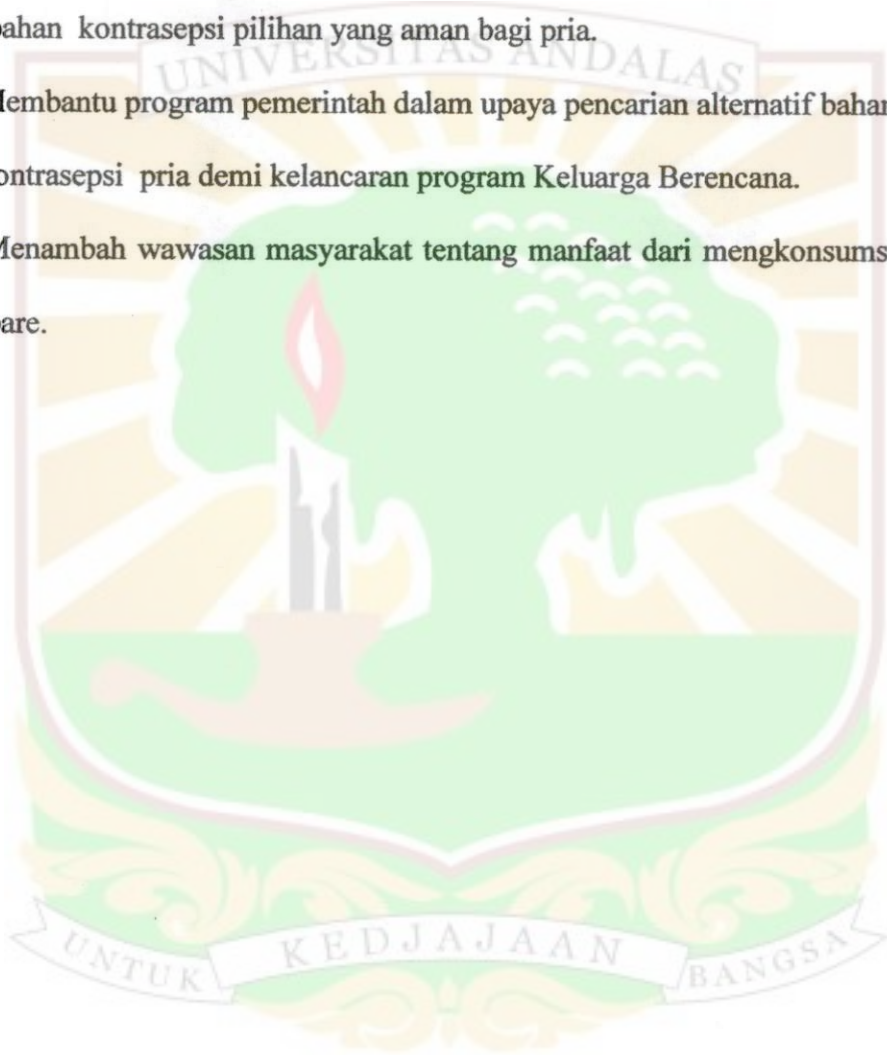 bahan kontrasepsi pilihan yang aman bagi pria.
UNIVERSITAS ANDALAS
Membantu program pemerintah dalam upaya pencarian alternatif bahan
kontrasepsi pria demi kelancaran program Keluarga Berencana.
Menambah wawasan masyarakat tentang manfaat dari mengkonsums
pare.
UNTUK KEDJAJAAN BANGSA